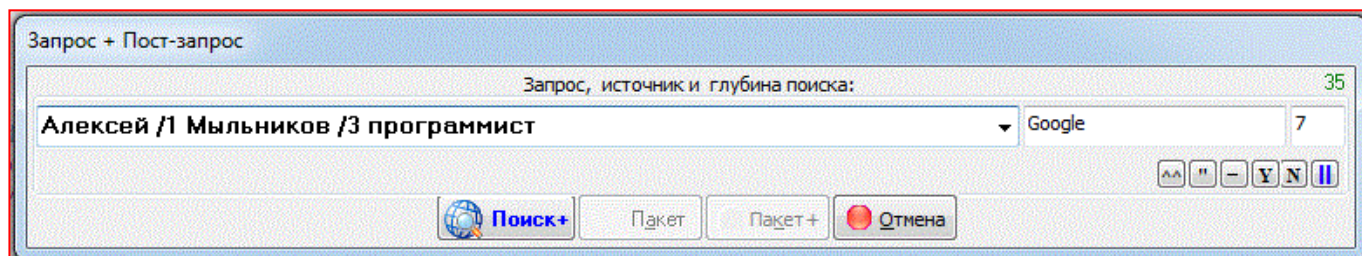 Запрос + Пост-запрос
Запрос, источник и глубина поиска: 35
Алексей /1 Мыльников /3 программист Google 7
^^ " - Y N ||
Поиск+ Пакет Пакет+ Отмена